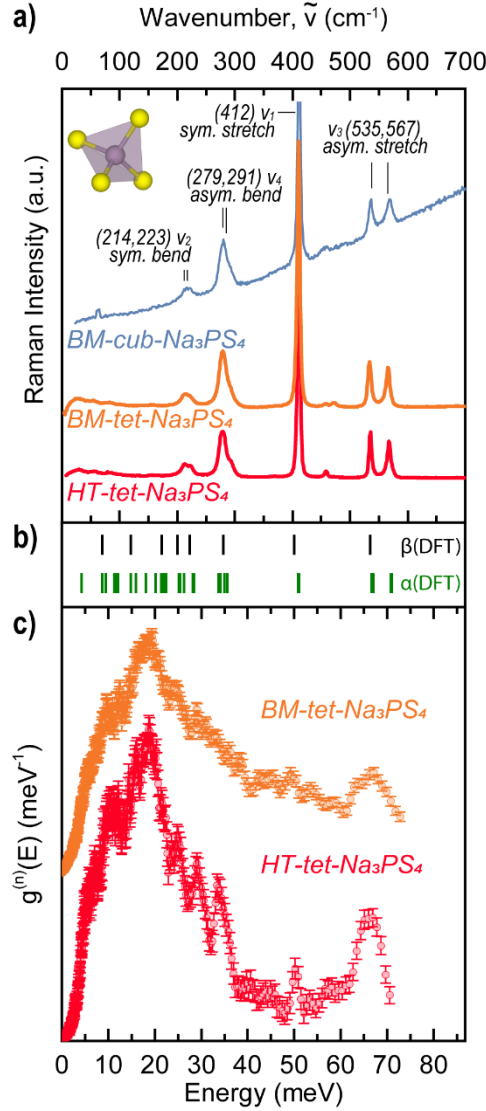 a)
Wavenumber, ṽ (cm⁻¹)
0 100 200 300 400 500 600 700
Raman Intensity (a.u.)
(412) ν₁
sym. stretch
ν₃ (535,567)
asym. stretch
(279,291) ν₄
asym. bend
(214,223) ν₂
sym. bend
BM-cub-Na₃PS₄
BM-tet-Na₃PS₄
HT-tet-Na₃PS₄
b)
β(DFT)
α(DFT)
c)
g⁽ⁿ⁾(E) (meV⁻¹)
BM-tet-Na₃PS₄
HT-tet-Na₃PS₄
0 10 20 30 40 50 60 70 80
Energy (meV)